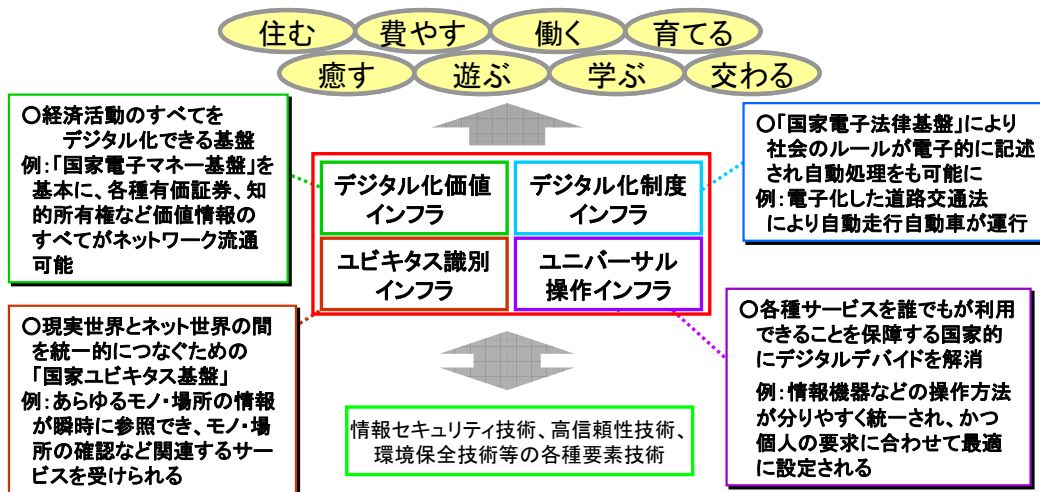 住む 費やす 働く 育てる
癒す 遊ぶ 学ぶ 交わる
○経済活動のすべてを
デジタル化できる基盤
例:「国家電子マネー基盤」を
基本に、各種有価証券、知
的所有権など価値情報の
すべてがネットワーク流通
可能
デジタル化価値
インフラ
デジタル化制度
インフラ
ユビキタス識別
インフラ
ユニバーサル
操作インフラ
○「国家電子法律基盤」により
社会のルールが電子的に記述
され自動処理をも可能に
例:電子化した道路交通法
により自動走行自動車が運行
○現実世界とネット世界の間
を統一的につなぐための
「国家ユビキタス基盤」
例:あらゆるモノ・場所の情報
が瞬時に参照でき、モノ・場
所の確認など関連するサー
ビスを受けられる
○各種サービスを誰でもが利用
できることを保障する国家的
にデジタルデバイドを解消
例:情報機器などの操作方法
が分りやすく統一され、かつ
個人の要求に合わせて最適
に設定される
情報セキュリティ技術、高信頼性技術、
環境保全技術等の各種要素技術